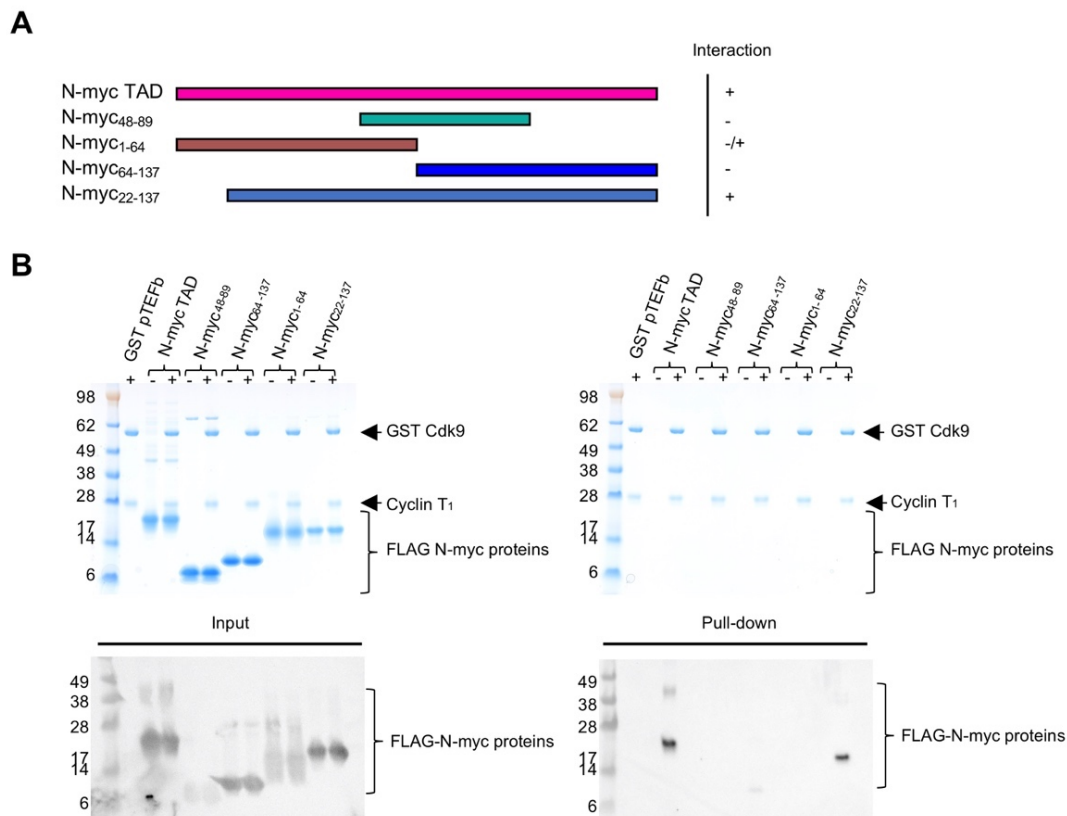 A
Interaction
N-myc TAD +
N-myc48-89 -
N-myc1-64 -/+
N-myc64-137 -
N-myc22-137 +
B
GST pTEFb N-myc TAD N-myc48-89 N-myc64-137 N-myc1-64 N-myc22-137
+ - + - + - + - + - +
98
62
49
38
28
17
14
6
GST Cdk9
Cyclin T1
FLAG N-myc proteins
Input
49
38
28
17
14
6
FLAG-N-myc proteins
GST pTEFb N-myc TAD N-myc48-89 N-myc64-137 N-myc1-64 N-myc22-137
+ - + - + - + - + - +
98
62
49
38
28
17
14
6
GST Cdk9
Cyclin T1
FLAG N-myc proteins
Pull-down
49
38
28
17
14
6
FLAG-N-myc proteins